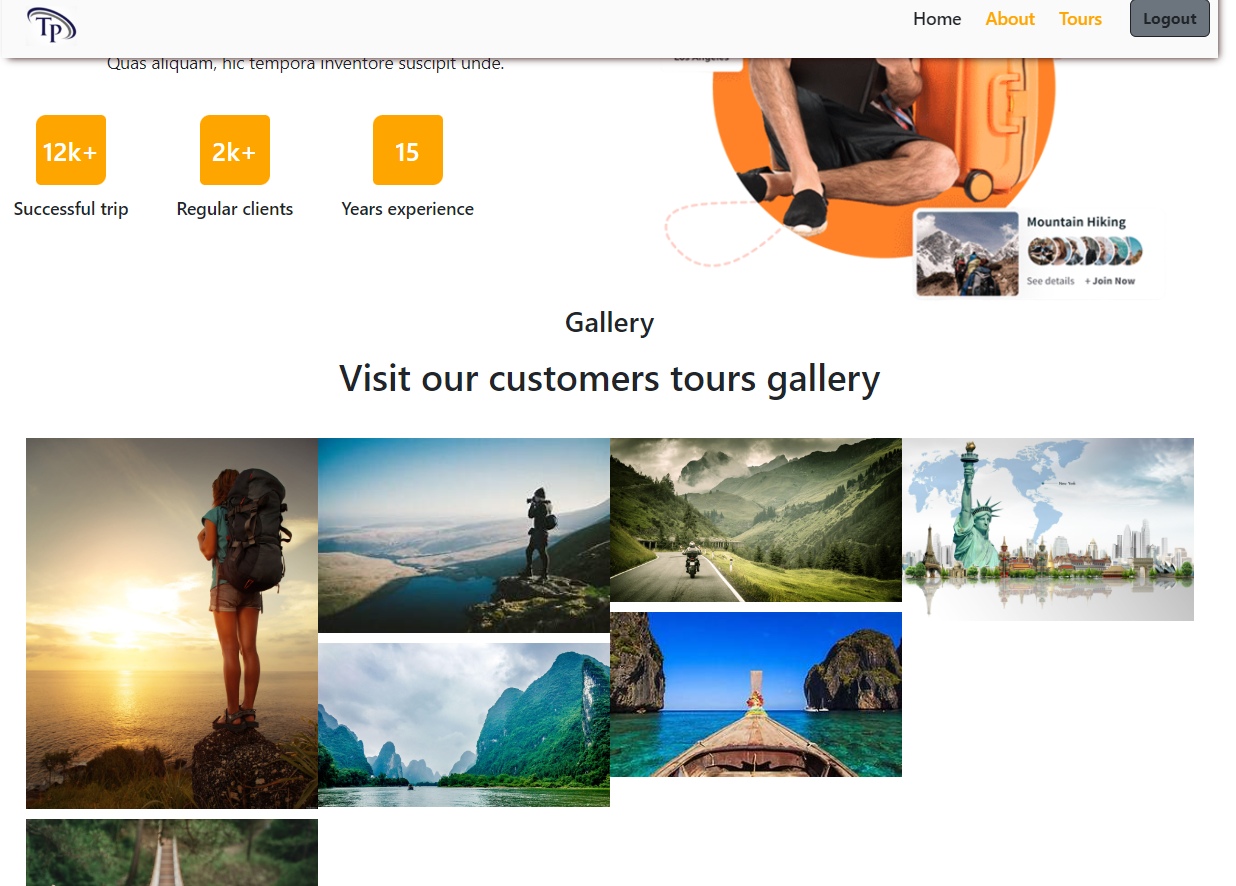 Tp
Home About Tours Logout
Quas aliquam, hic tempora inventore suscipit unde.
Los Angeles
12k+
2k+
15
Successful trip
Regular clients
Years experience
Mountain Hiking
See details + Join Now
Gallery
Visit our customers tours gallery
New York